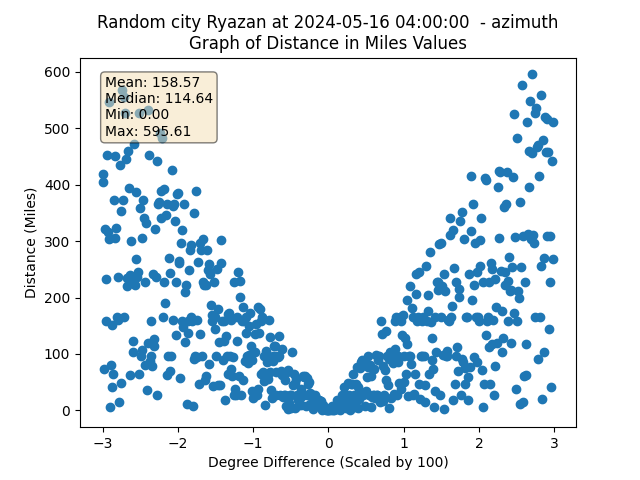 Random city Ryazan at 2024-05-16 04:00:00  - azimuth
Graph of Distance in Miles Values
Mean: 158.57
Median: 114.64
Min: 0.00
Max: 595.61
600
500
400
300
200
100
0
Distance (Miles)
−3 −2 −1 0 1 2 3
Degree Difference (Scaled by 100)